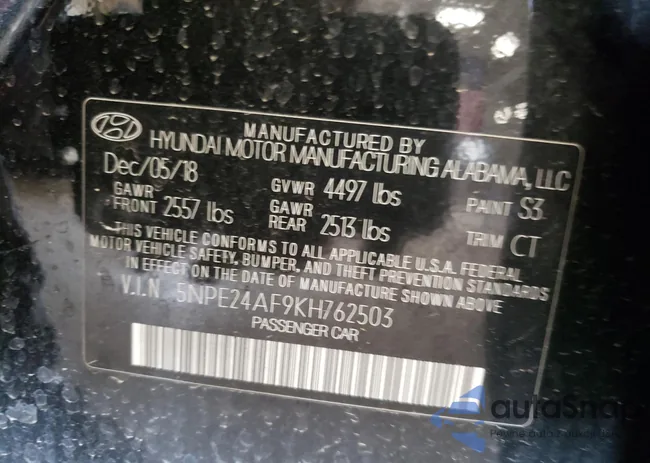 MANUFACTURED BY
HYUNDAI MOTOR MANUFACTURING ALABAMA, LLC
Dec/05/18 GVWR 4497 lbs PAINT S3
GAWR FRONT 2557 lbs GAWR REAR 2513 lbs TRIM CT
THIS VEHICLE CONFORMS TO ALL APPLICABLE U.S.A. FEDERAL
MOTOR VEHICLE SAFETY, BUMPER, AND THEFT PREVENTION STANDARDS
IN EFFECT ON THE DATE OF MANUFACTURE SHOWN ABOVE
V.I.N. 5NPE24AF9KH762503
PASSENGER CAR